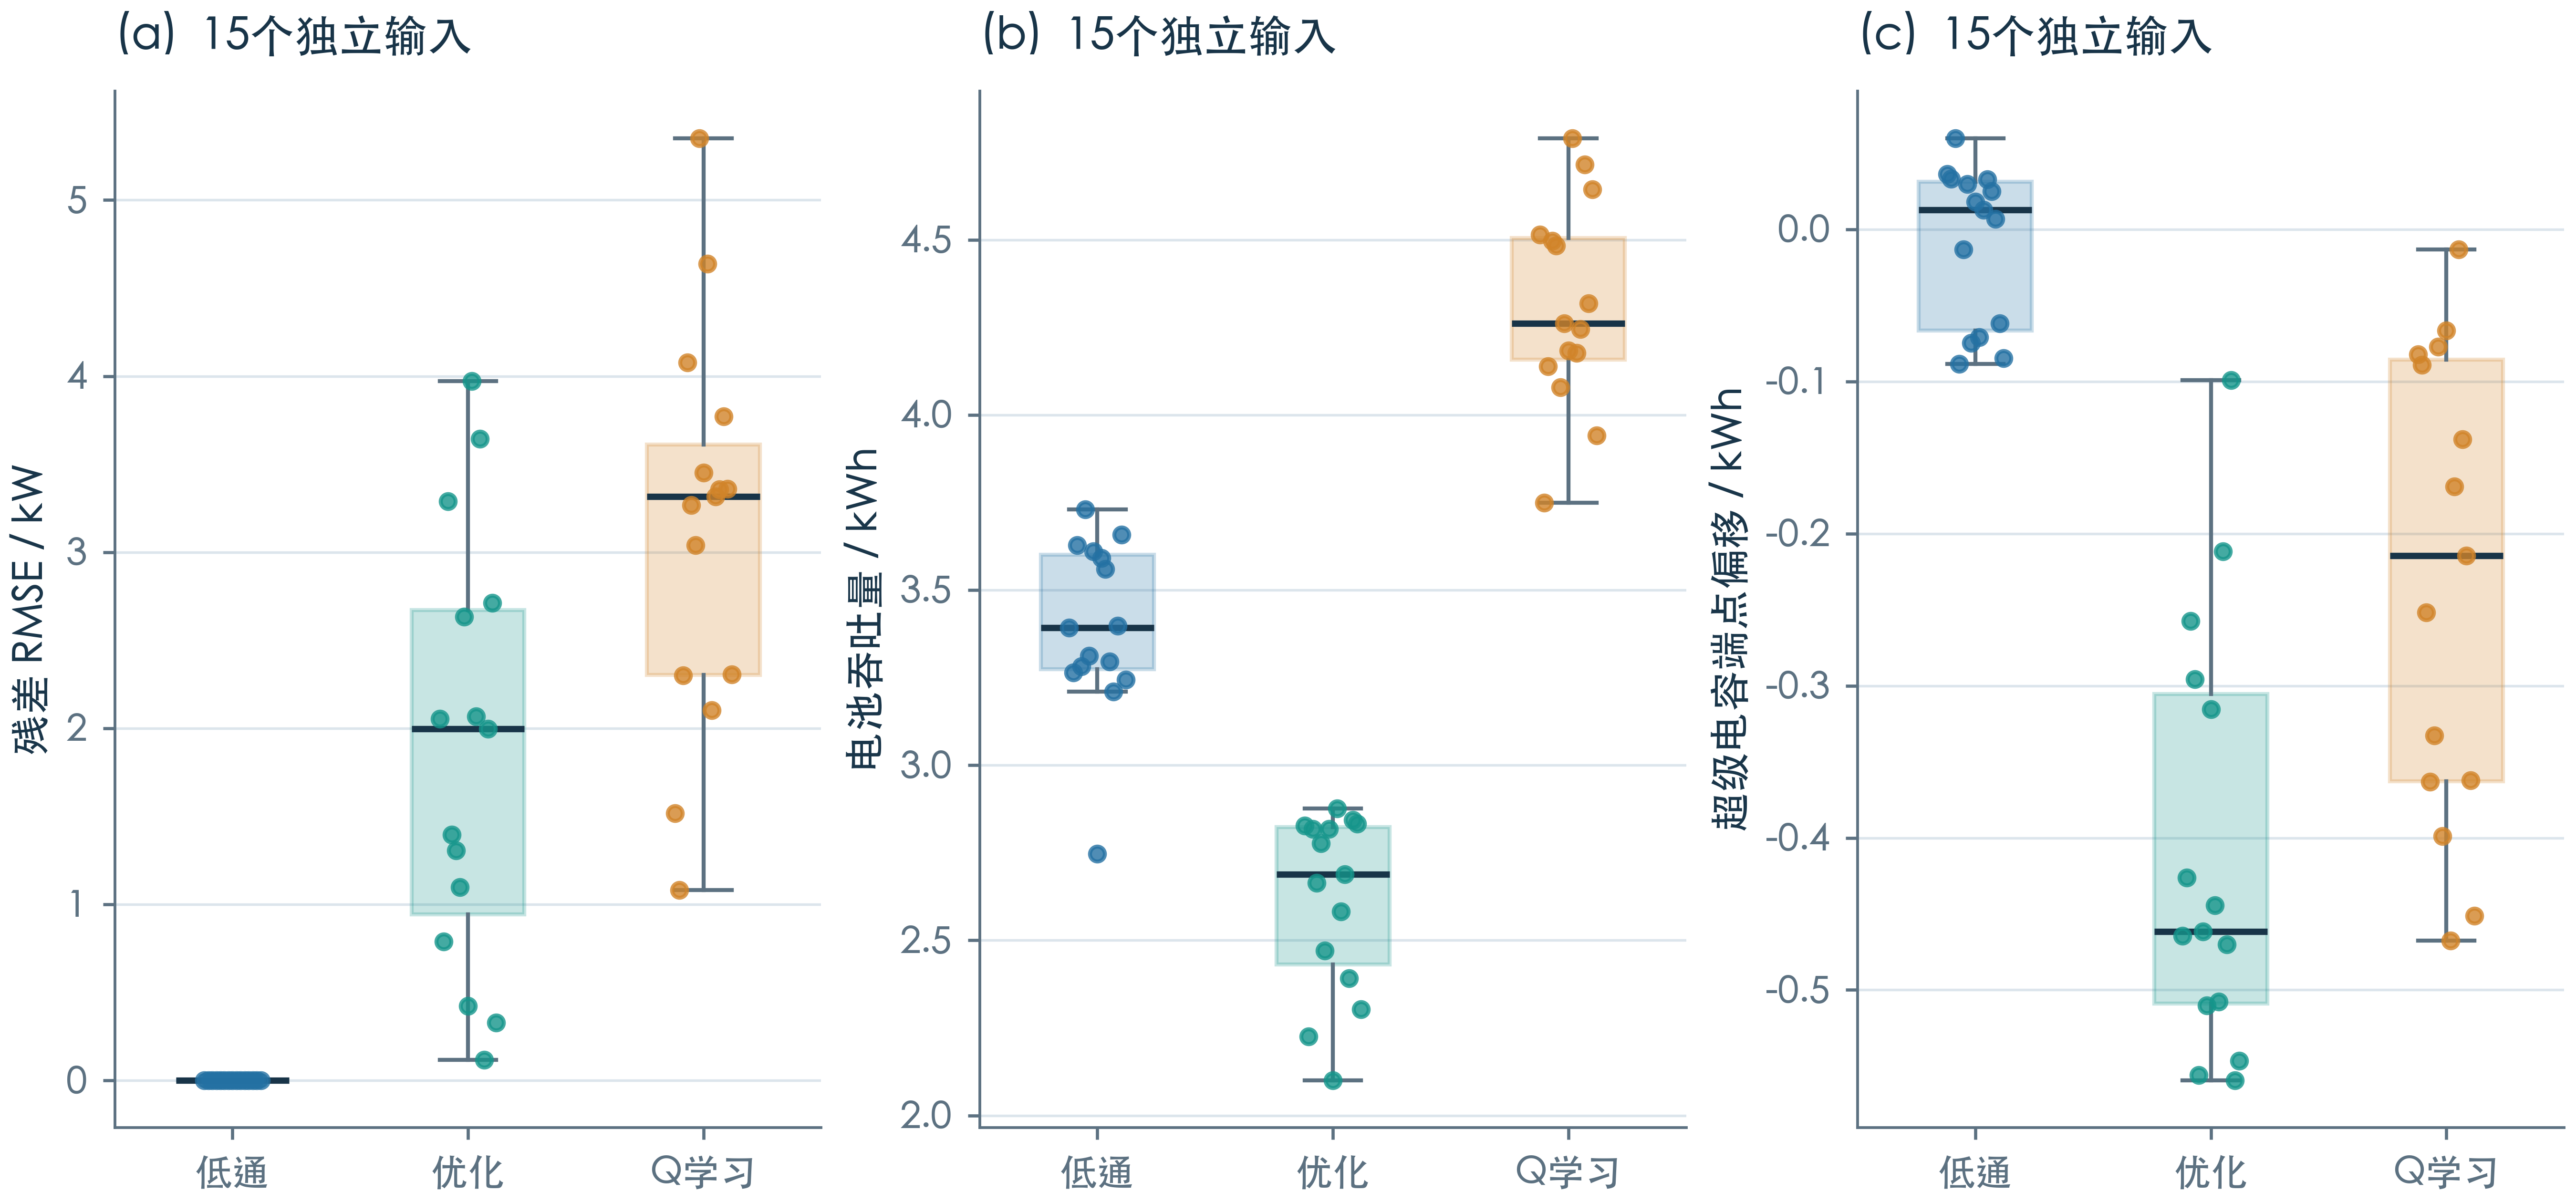 (a) 15个独立输入
残差 RMSE / kW
5
4
3
2
1
0
低通
优化
Q学习
(b) 15个独立输入
电池吞吐量 / kWh
4.5
4.0
3.5
3.0
2.5
2.0
低通
优化
Q学习
(c) 15个独立输入
超级电容端点偏移 / kWh
0.0
-0.1
-0.2
-0.3
-0.4
-0.5
低通
优化
Q学习